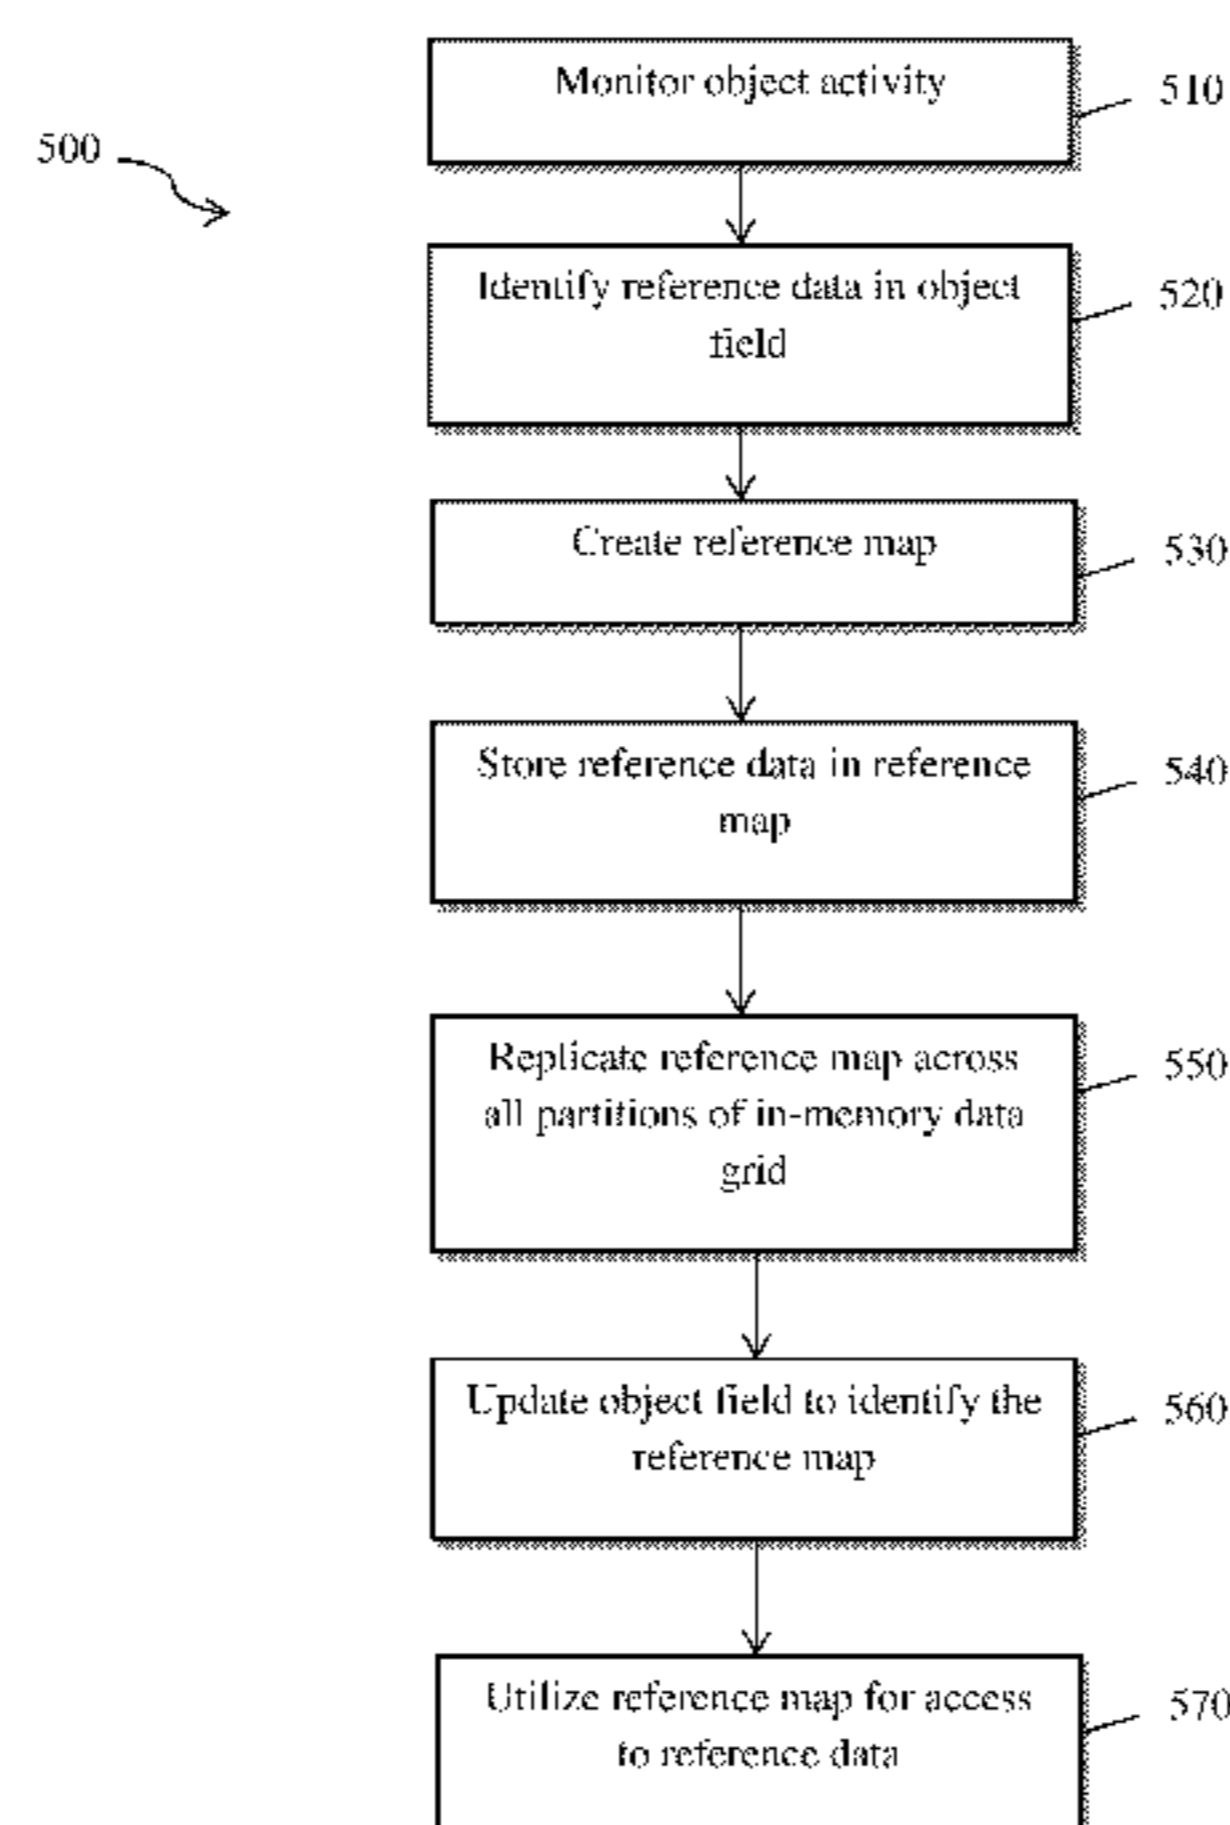 Monitor object activity
510
500
Identify reference data in object
field
520
Create reference map
530
Store reference data in reference
map
540
Replicate reference map across
all partitions of in-memory data
grid
550
Update object field to identify the
reference map
560
Utilize reference map for access
to reference data
570